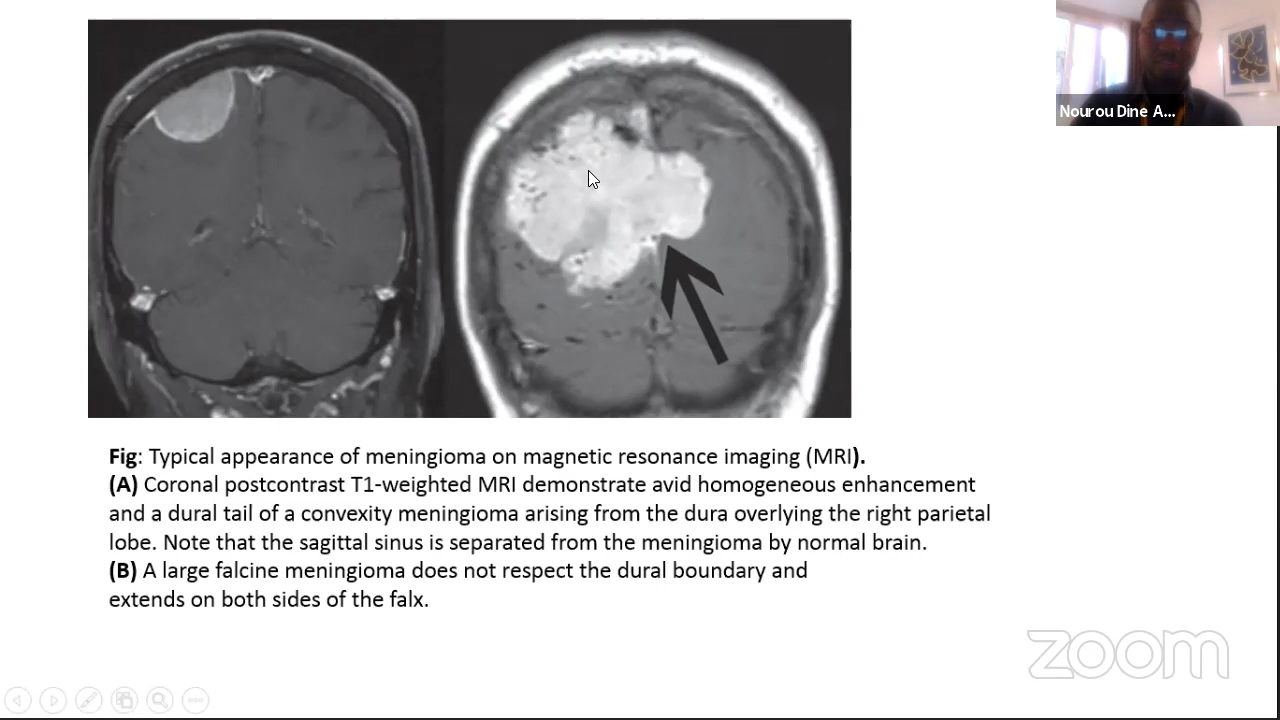 Nourou Dine A...
Fig: Typical appearance of meningioma on magnetic resonance imaging (MRI).
(A) Coronal postcontrast T1-weighted MRI demonstrate avid homogeneous enhancement
and a dural tail of a convexity meningioma arising from the dura overlying the right parietal
lobe. Note that the sagittal sinus is separated from the meningioma by normal brain.
(B) A large falcine meningioma does not respect the dural boundary and
extends on both sides of the falx.
zoom